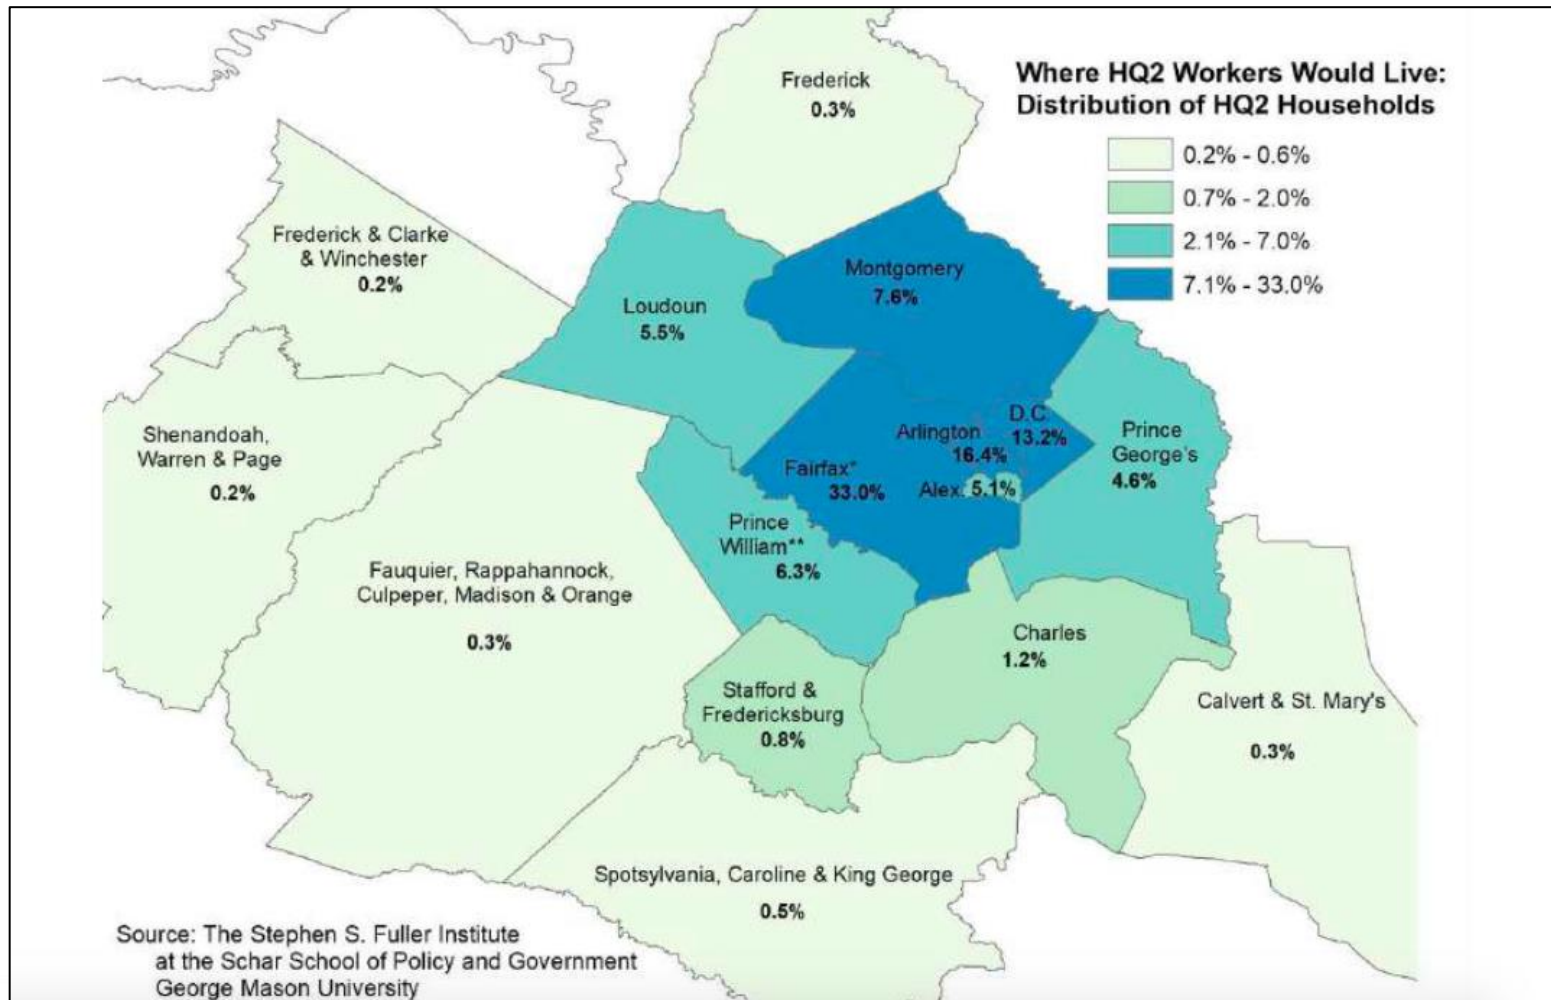 Where HQ2 Workers Would Live:
Distribution of HQ2 Households
0.2% - 0.6%
0.7% - 2.0%
2.1% - 7.0%
7.1% - 33.0%
Frederick
0.3%
Frederick & Clarke
& Winchester
0.2%
Montgomery
7.6%
Loudoun
5.5%
Shenandoah,
Warren & Page
0.2%
D.C.
13.2%
Arlington
16.4%
Prince
George's
4.6%
Fairfax*
33.0%
Alex. 5.1%
Prince
William**
6.3%
Fauquier, Rappahannock,
Culpeper, Madison & Orange
0.3%
Charles
1.2%
Stafford &
Fredericksburg
0.8%
Calvert & St. Mary's
0.3%
Spotsylvania, Caroline & King George
0.5%
Source: The Stephen S. Fuller Institute
at the Schar School of Policy and Government
George Mason University